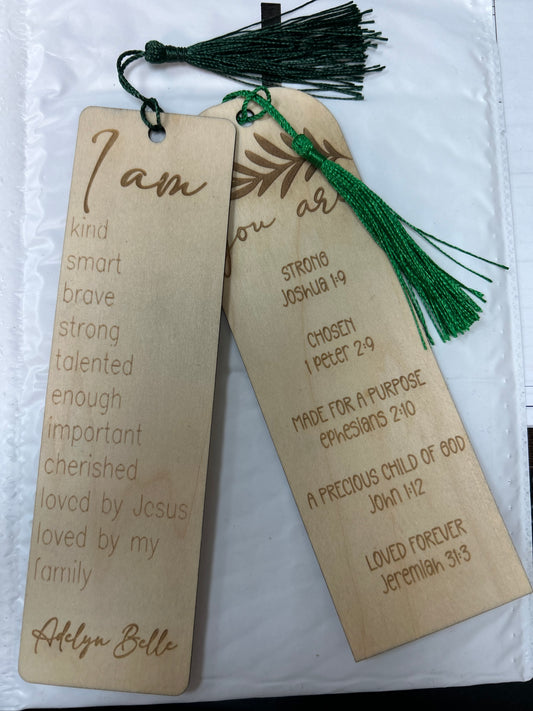 I am
kind
smart
brave
strong
talented
enough
important
cherished
loved by Jesus
loved by my
family
Adelyn Belle
you are
STRONG
Joshua 1:9
CHOSEN
1 Peter 2:9
MADE FOR A PURPOSE
ephesians 2:10
A PRECIOUS CHILD OF GOD
John 1:12
LOVED FOREVER
Jeremiah 31:3